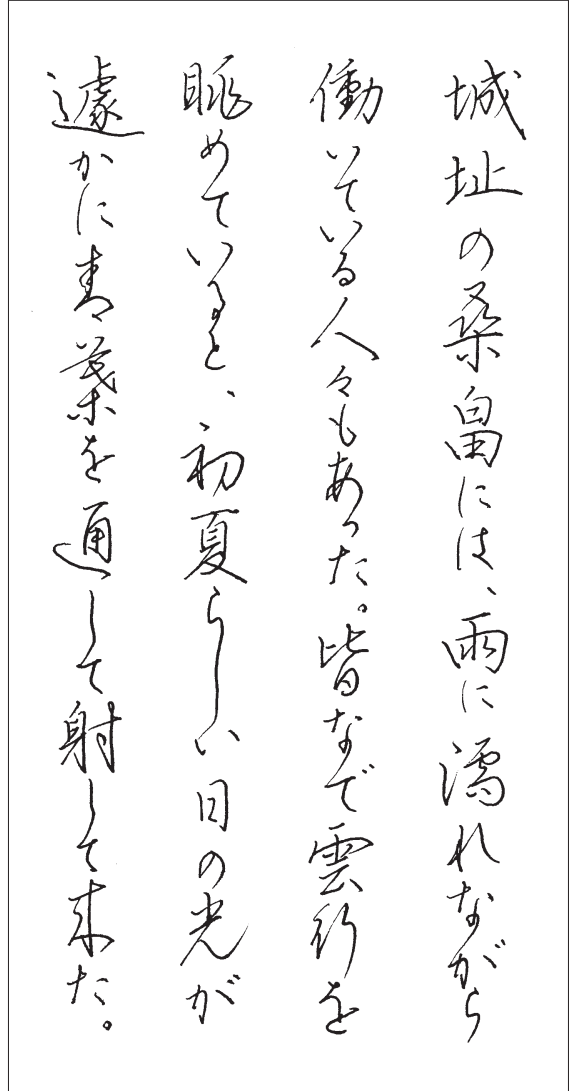 城址の桑畠には、雨に濡れながら
働いている人々もあった。皆なで雲行を
眺めていると、初夏らしい日の光が
遽かに青葉を通して射して来た。